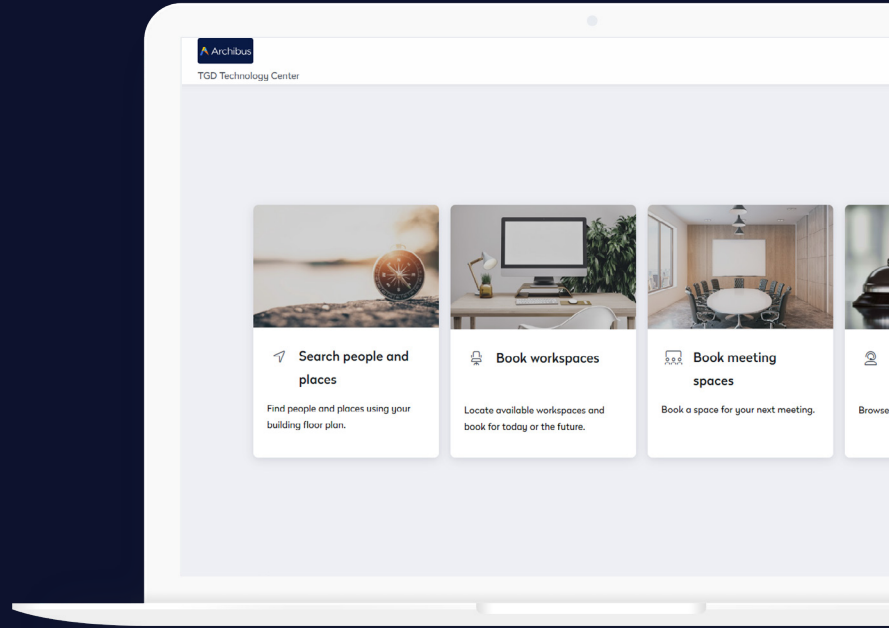 Archibus
TGD Technology Center
Search people and
places
Find people and places using your
building floor plan.
Book workspaces
Locate available workspaces and
book for today or the future.
Book meeting
spaces
Book a space for your next meeting.
Browse